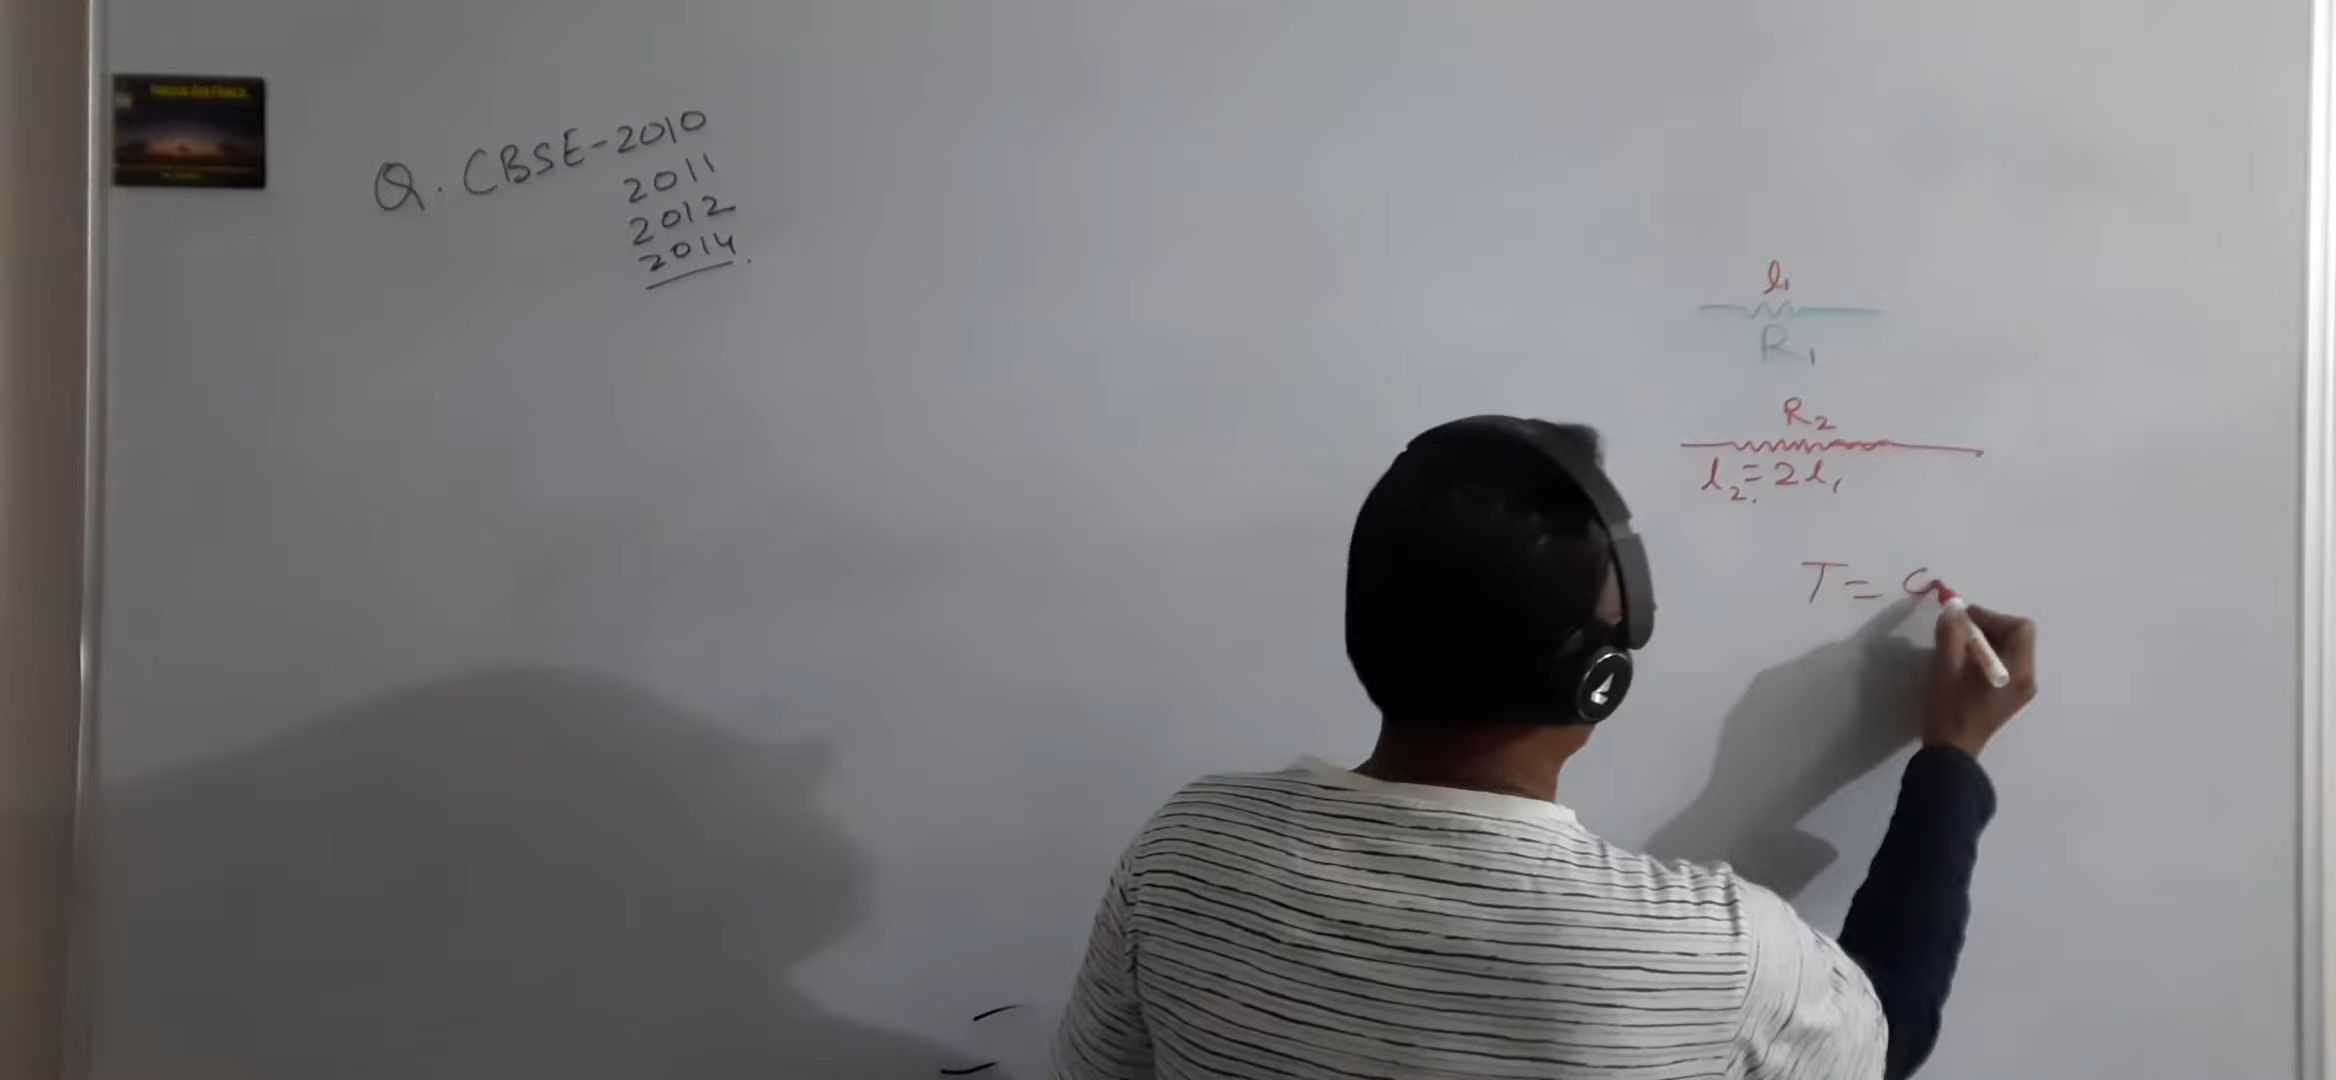 Q. CBSE-2010
2011
2012
2014.
l₁
R₁
R₂
l₂ = 2l₁
T = C